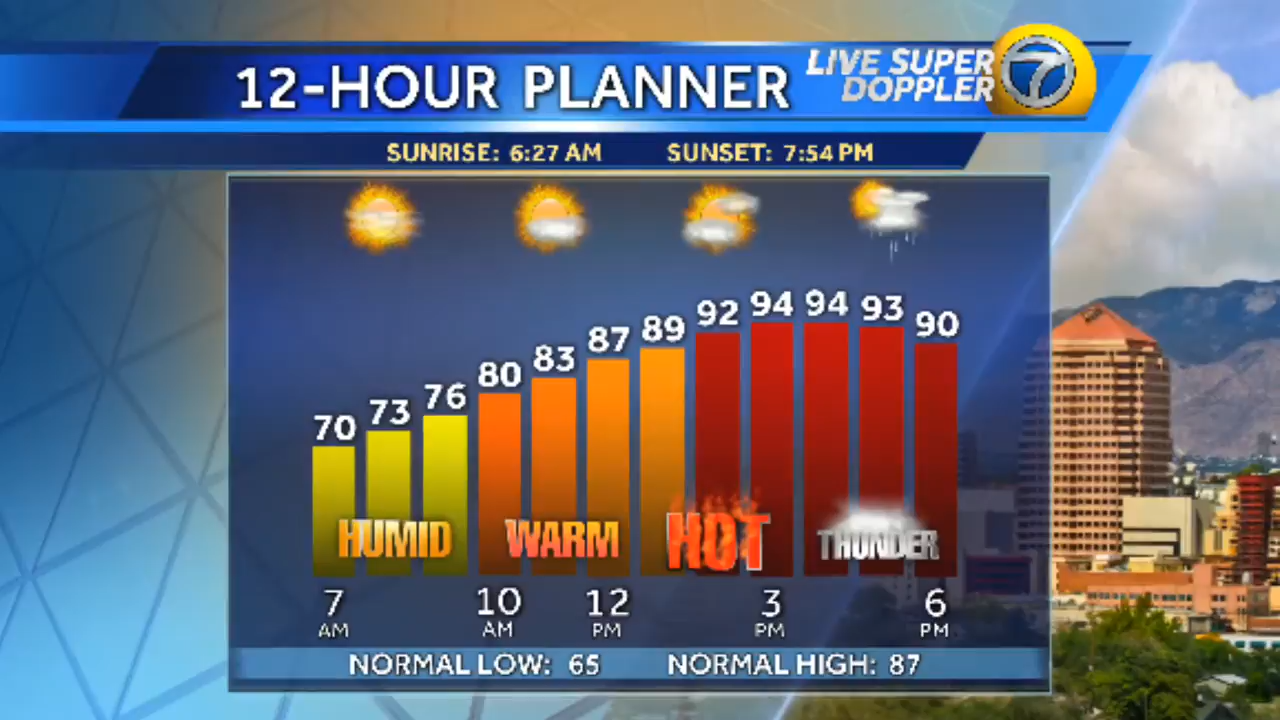 12-HOUR PLANNER
LIVE SUPER
DOPPLER
7
SUNRISE: 6:27 AM SUNSET: 7:54 PM
70 73 76 80 83 87 89 92 94 94 93 90
HUMID WARM HOT THUNDER
7 10 12 3 6
AM AM PM PM PM
NORMAL LOW: 65 NORMAL HIGH: 87